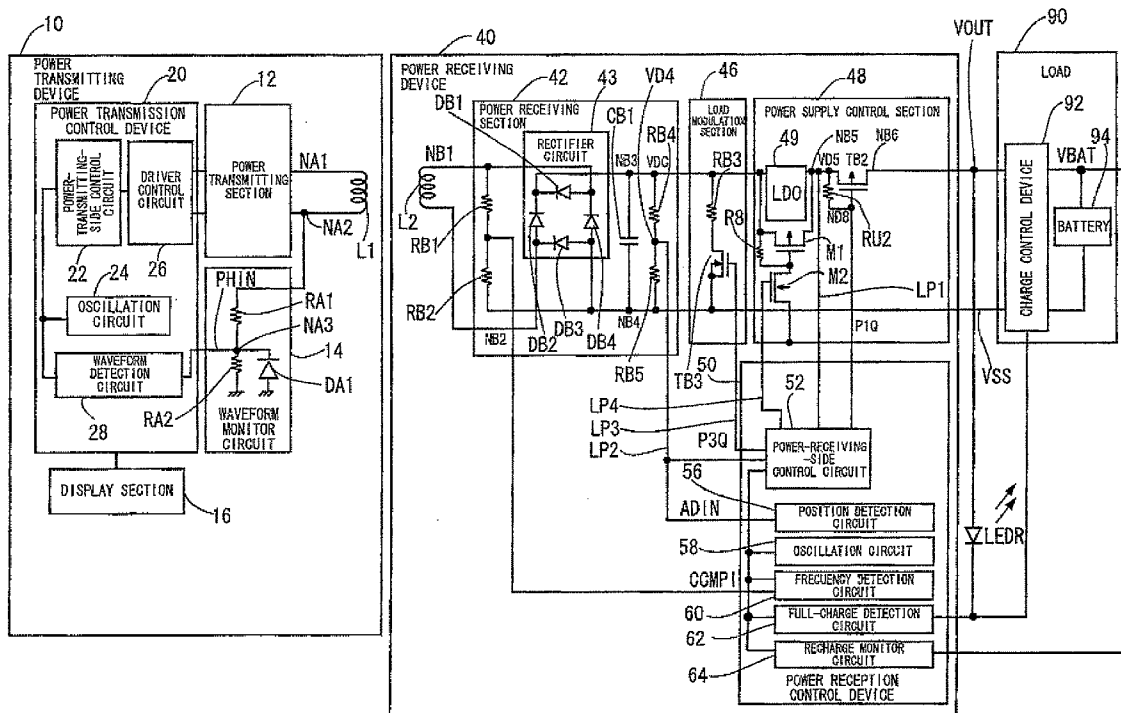 10
POWER
TRANSMITTING
DEVICE
20
POWER TRANSMISSION
CONTROL DEVICE
POWER-
TRANSMITTING-
SIDE CONTROL
CIRCUIT
22
DRIVER CONTROL
CIRCUIT
26
24
OSCILLATION
CIRCUIT
WAVEFORM
DETECTION
CIRCUIT
28
12
POWER
TRANSMITTING
SECTION
NA1
NA2
L1
PHIN
RA1
NA3
14
DA1
RA2
WAVEFORM
MONITOR
CIRCUIT
DISPLAY SECTION
16
40
POWER RECEIVING
DEVICE
42
POWER RECEIVING
SECTION
43
RECTIFIER
CIRCUIT
DB1
CB1
VD4
RB4
NB1
NB3
VDC
L2
RB1
RB2
NB2
DB2
DB3
DB4
NB4
RB5
46
LOAD
MODULATION
SECTION
RB3
TB3
48
POWER SUPPLY CONTROL SECTION
49
LDO
NB5
VD5
TB2
NB6
ND8
RU2
R8
M1
M2
LP1
P1Q
50
52
LP4
LP3
P3Q
LP2
POWER-RECEIVING
-SIDE
CONTROL CIRCUIT
56
ADIN
POSITION DETECTION
CIRCUIT
58
OSCILLATION CIRCUIT
CCMPI
FRECUENCY DETECTION
CIRCUIT
60
FULL-CHARGE DETECTION
CIRCUIT
62
RECHARGE MONITOR
CIRCUIT
64
POWER RECEPTION
CONTROL DEVICE
VOUT
90
LOAD
92
CHARGE CONTROL DEVICE
VBAT
94
BATTERY
VSS
LEDR